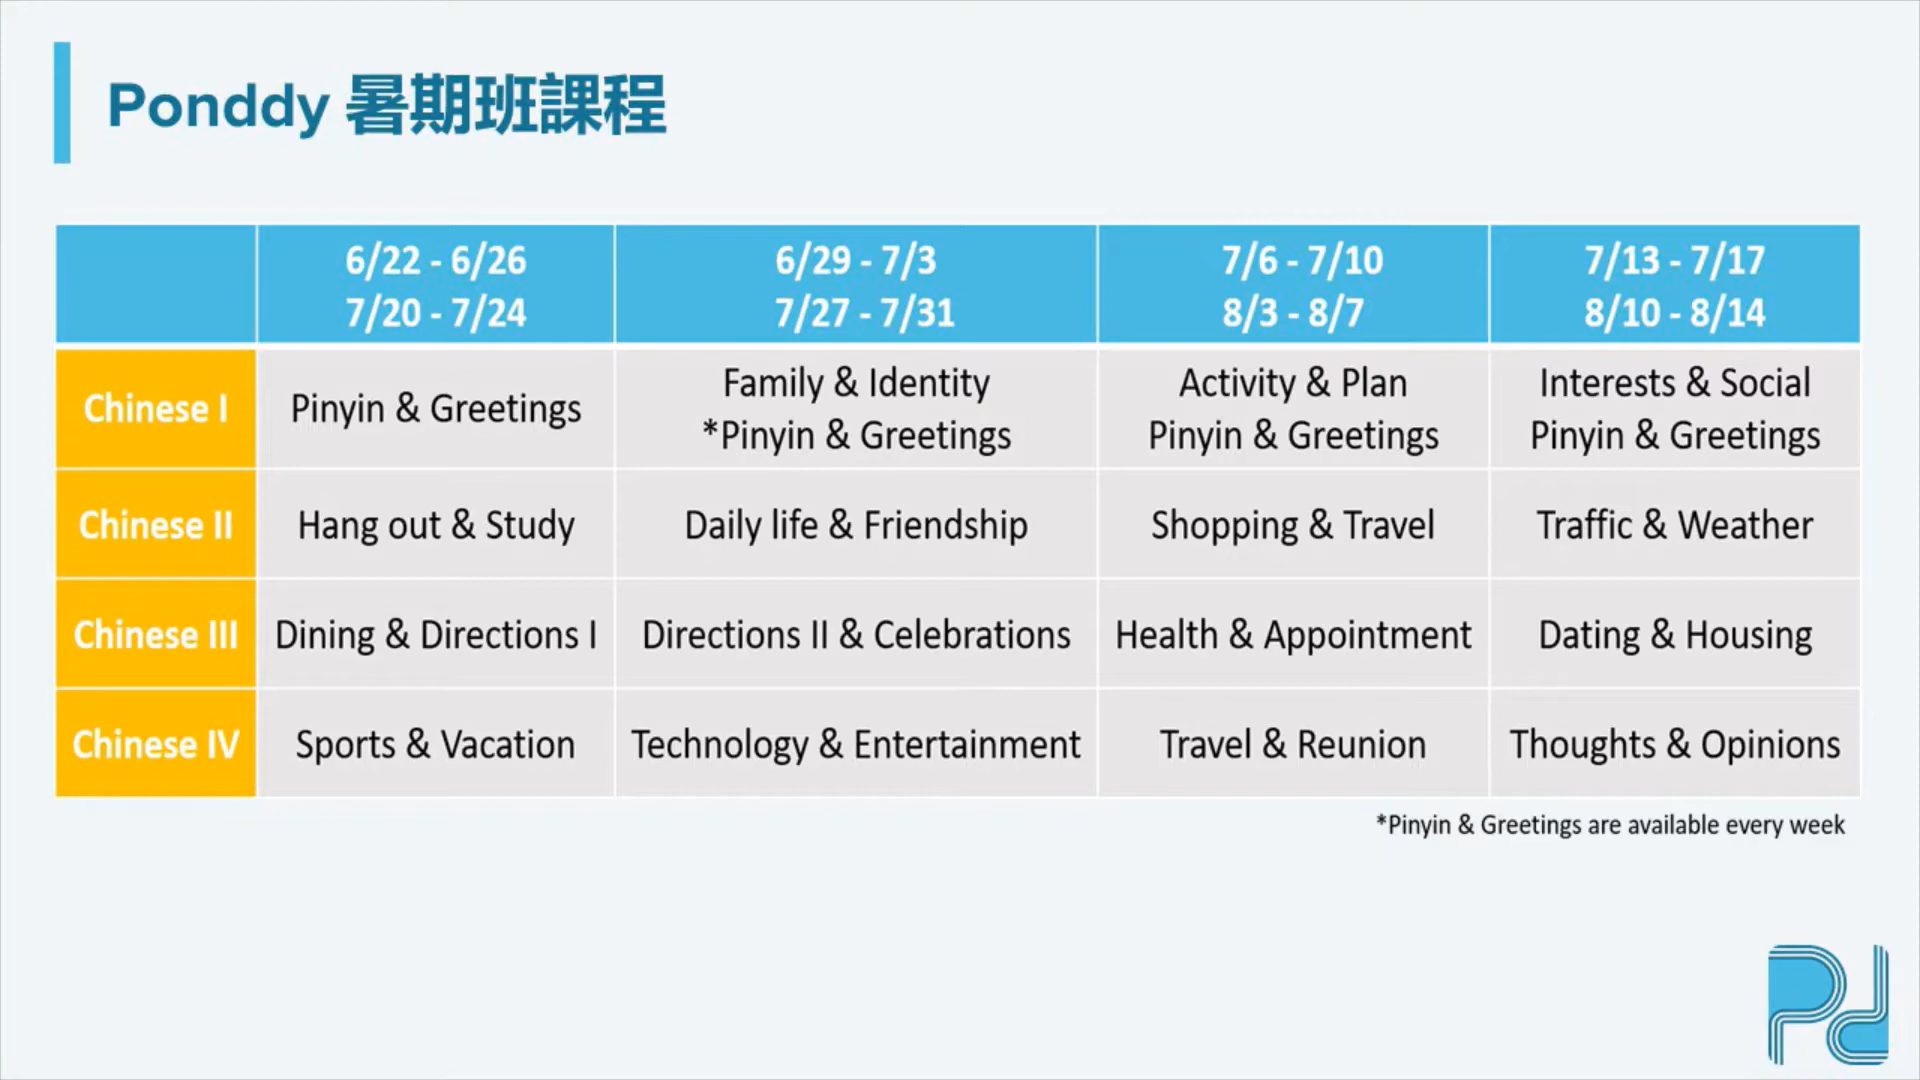 Ponddy 暑期班課程
6/22 - 6/26
7/20 - 7/24
6/29 - 7/3
7/27 - 7/31
7/6 - 7/10
8/3 - 8/7
7/13 - 7/17
8/10 - 8/14
Chinese I
Pinyin & Greetings
Family & Identity
*Pinyin & Greetings
Activity & Plan
Pinyin & Greetings
Interests & Social
Pinyin & Greetings
Chinese II
Hang out & Study
Daily life & Friendship
Shopping & Travel
Traffic & Weather
Chinese III
Dining & Directions I
Directions II & Celebrations
Health & Appointment
Dating & Housing
Chinese IV
Sports & Vacation
Technology & Entertainment
Travel & Reunion
Thoughts & Opinions
*Pinyin & Greetings are available every week
Pd